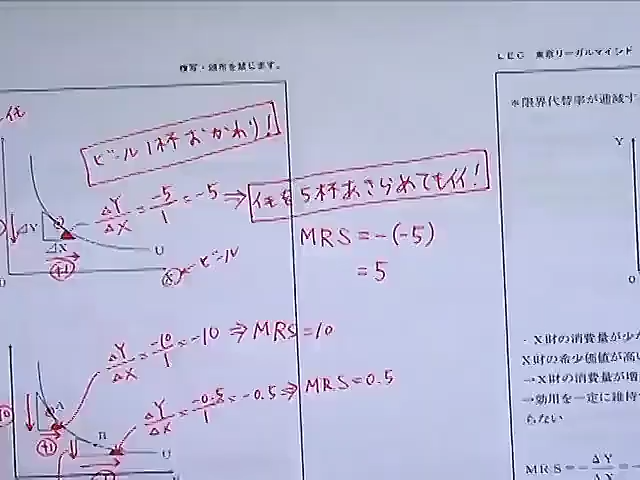 複写・頒布を禁じます。
LEC 東京リーガルマインド
ビール1杯おかわり!
ΔY/ΔX = -5/1 = -5 ⇒ イモを5杯あきらめてもイイ!
MRS = -(-5)
= 5
ΔY
ΔX
+1
U
X
ビール
0
ΔY/ΔX = -10/1 = -10 ⇒ MRS = 10
ΔY/ΔX = -0.5/1 = -0.5 ⇒ MRS = 0.5
A
B
+1
U
*限界代替率が逓減す
Y
0
・X財の消費量が少
X財の希少価値が高い
→X財の消費量が増
→効用を一定に維持
らない
MRS = - ΔY/ΔX =